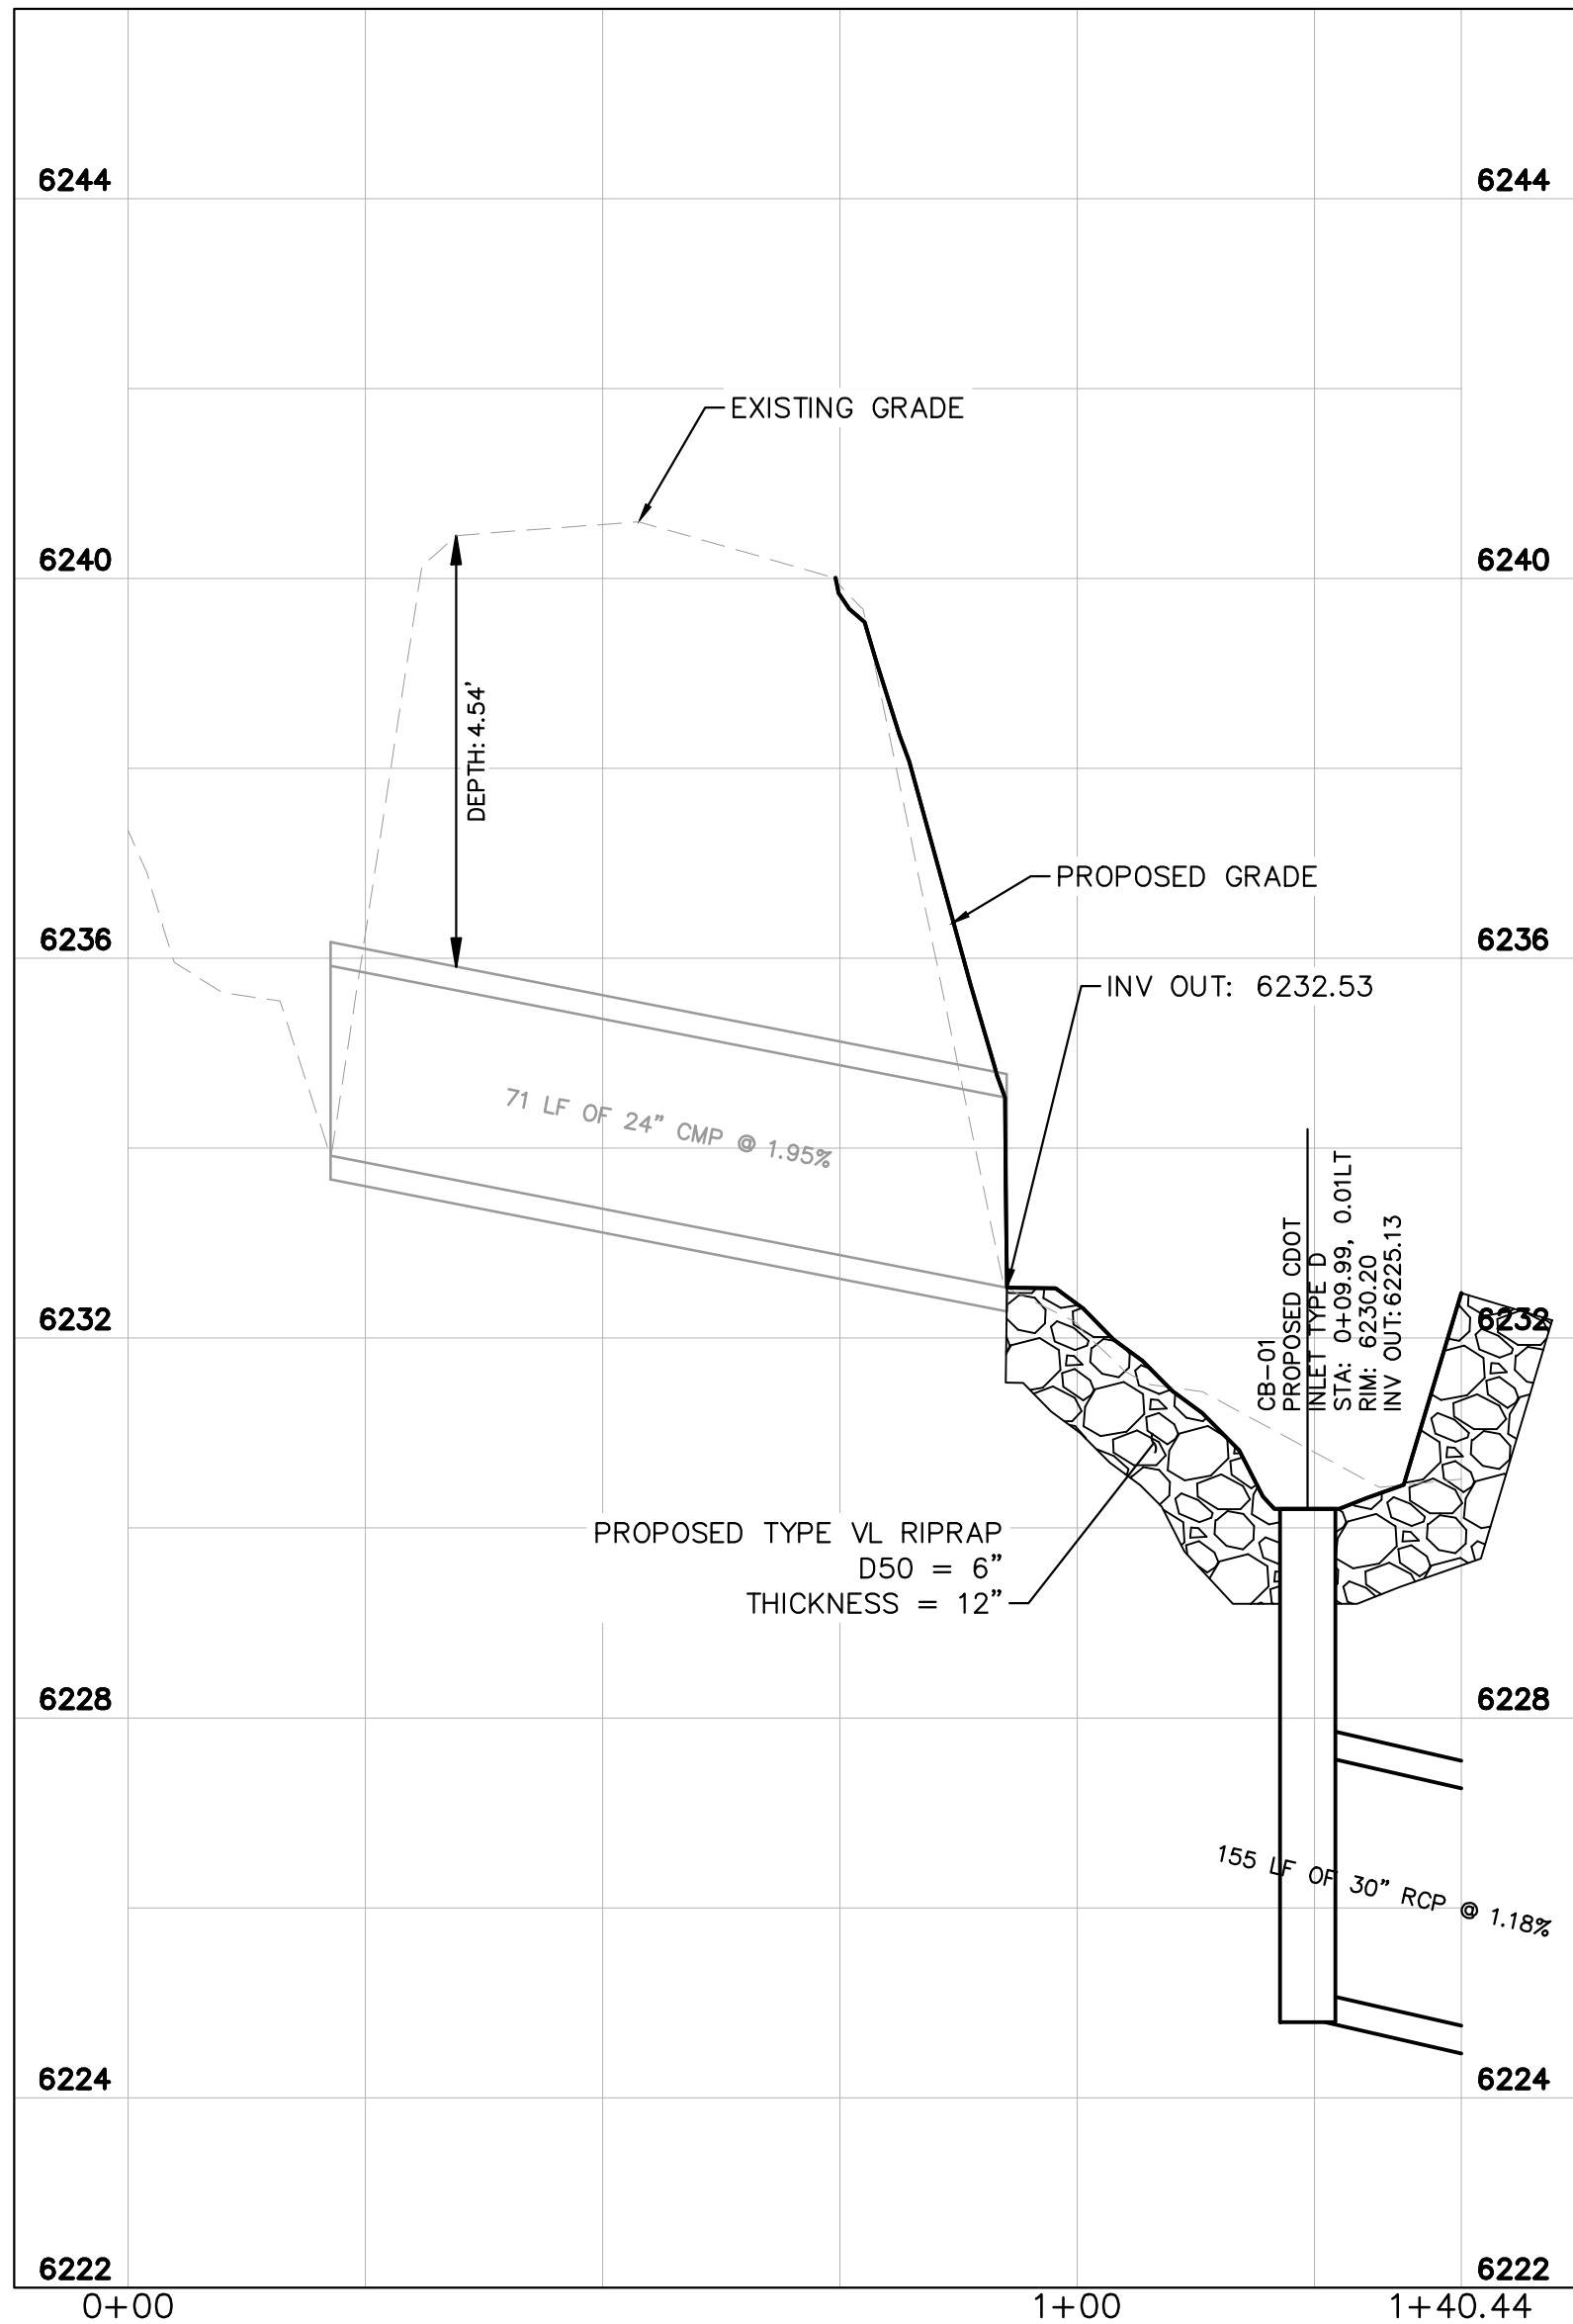 6244
6244
EXISTING GRADE
6240
6240
DEPTH: 4.54'
PROPOSED GRADE
6236
6236
INV OUT: 6232.53
71 LF OF 24" CMP @ 1.95%
CB-01
PROPOSED CDOT
INLET TYPE D
STA: 0+09.99, 0.01LT
RIM: 6230.20
INV OUT: 6225.13
6232
6232
PROPOSED TYPE VL RIPRAP
D50 = 6"
THICKNESS = 12"
6228
6228
155 LF OF 30" RCP @ 1.18%
6224
6224
6222
6222
0+00
1+00
1+40.44